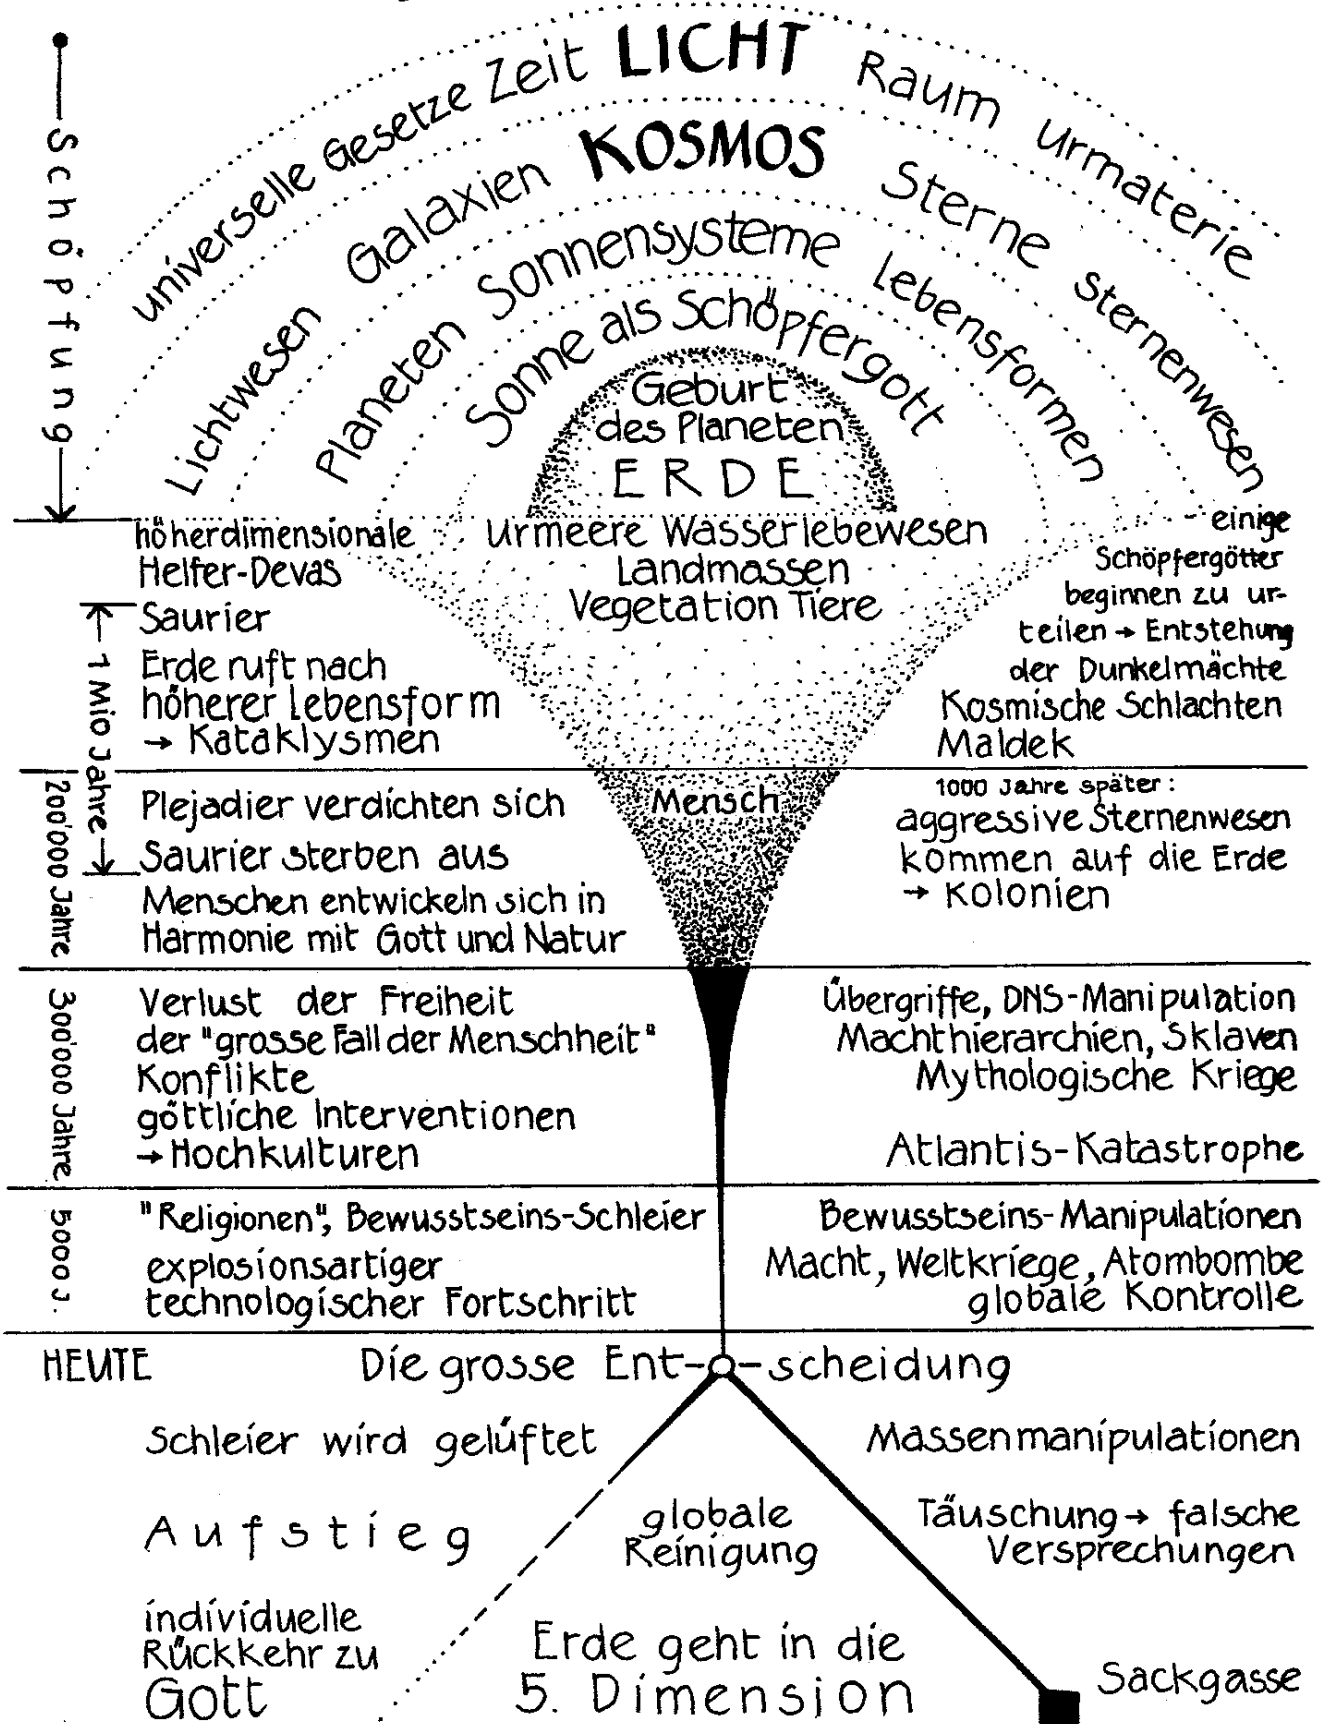 Schöpfung
universelle Gesetze Zeit LICHT Raum Urmaterie
Lichtwesen Galaxien KOSMOS Sterne Sternenwesen
Planeten Sonnensysteme Lebensformen
Sonne als Schöpfergott
Geburt
des Planeten
ERDE
Urmeere Wasserlebewesen
Landmassen
Vegetation Tiere
höherdimensionale
Helfer-Devas
Saurier
Erde ruft nach
höherer Lebensform
→ Kataklysmen
1 Mio Jahre
einige
Schöpfergötter
beginnen zu ur-
teilen → Entstehung
der Dunkelmächte
Kosmische Schlachten
Maldek
200'000 Jahre
Plejadier verdichten sich
Saurier sterben aus
Menschen entwickeln sich in
Harmonie mit Gott und Natur
Mensch
1000 Jahre später:
aggressive Sternenwesen
kommen auf die Erde
→ Kolonien
300'000 Jahre
Verlust der Freiheit
der "grosse Fall der Menschheit"
Konflikte
göttliche Interventionen
→ Hochkulturen
Übergriffe, DNS-Manipulation
Machthierarchien, Sklaven
Mythologische Kriege
Atlantis-Katastrophe
5000 J.
"Religionen", Bewusstseins-Schleier
explosionsartiger
technologischer Fortschritt
Bewusstseins-Manipulationen
Macht, Weltkriege, Atombombe
globale Kontrolle
HEUTE
Die grosse Ent-scheidung
Schleier wird gelüftet
Aufstieg
individuelle
Rückkehr zu
Gott
globale
Reinigung
Erde geht in die
5. Dimension
Massenmanipulationen
Täuschung → falsche
Versprechungen
Sackgasse